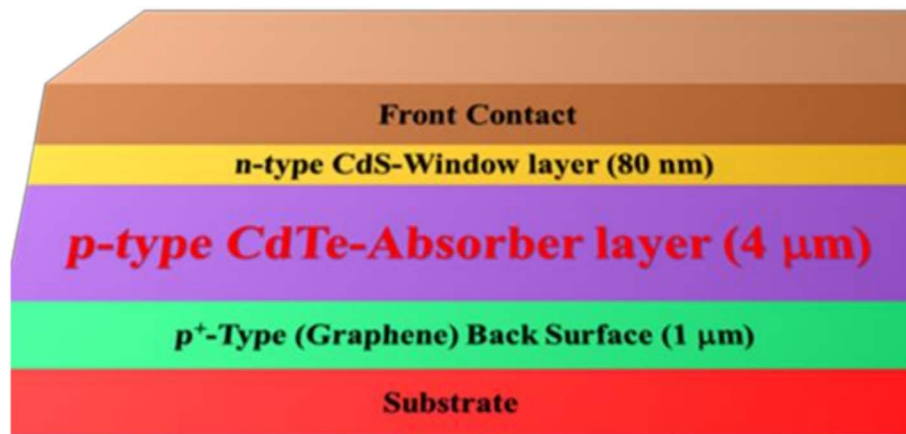 Front Contact
n-type CdS-Window layer (80 nm)
p-type CdTe-Absorber layer (4 μm)
p⁺-Type (Graphene) Back Surface (1 μm)
Substrate